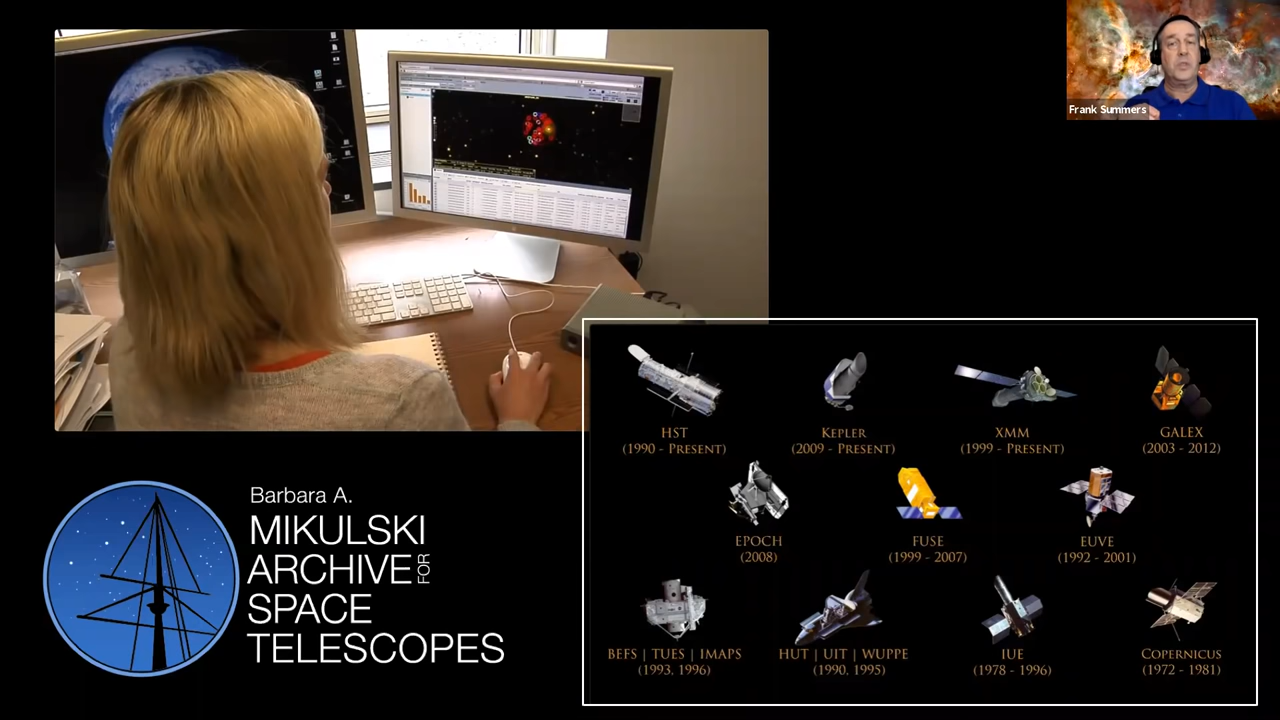 Frank Summers
HST
(1990 - Present)
Kepler
(2009 - Present)
XMM
(1999 - Present)
GALEX
(2003 - 2012)
EPOCH
(2008)
FUSE
(1999 - 2007)
EUVE
(1992 - 2001)
BEFS | TUES | IMAPS
(1993, 1996)
HUT | UIT | WUPPE
(1990, 1995)
IUE
(1978 - 1996)
Copernicus
(1972 - 1981)
Barbara A.
MIKULSKI
ARCHIVE FOR
SPACE
TELESCOPES